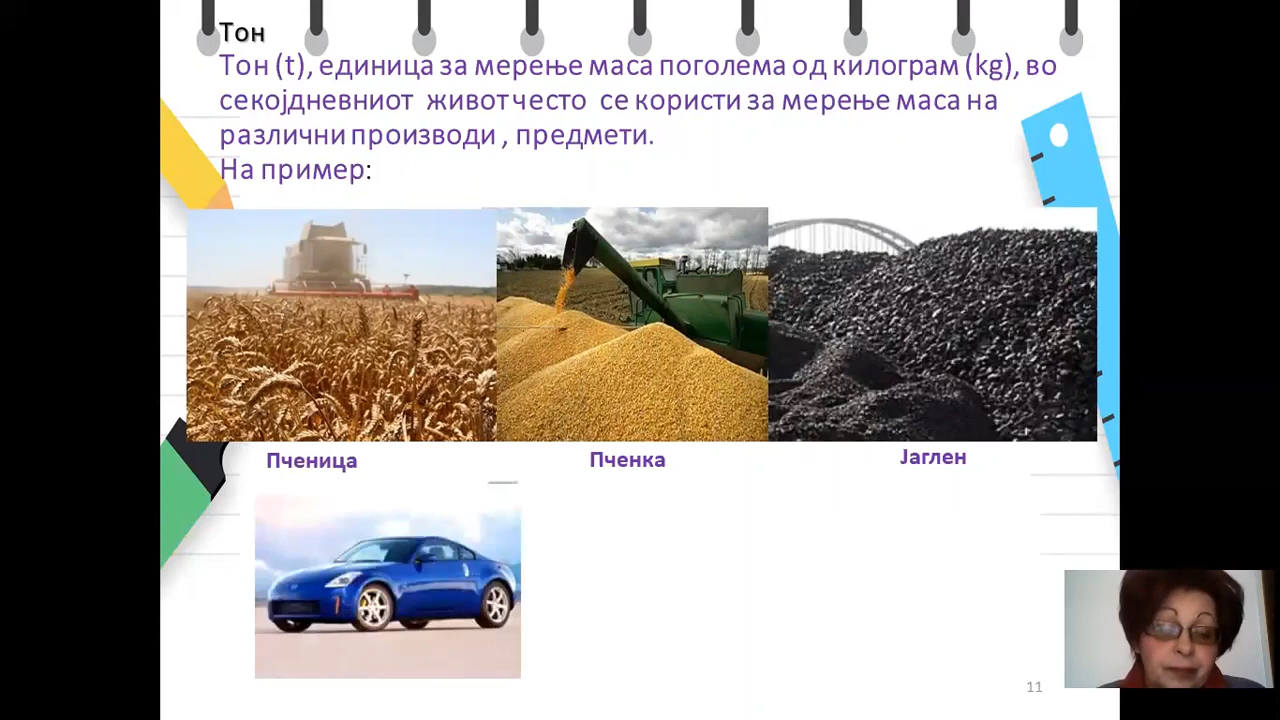 Тон
Тон (t), единица за мерење маса поголема од килограм (kg), во
секојдневниот живот често се користи за мерење маса на
различни производи , предмети.
На пример:
Пченица
Пченка
Јаглен
11